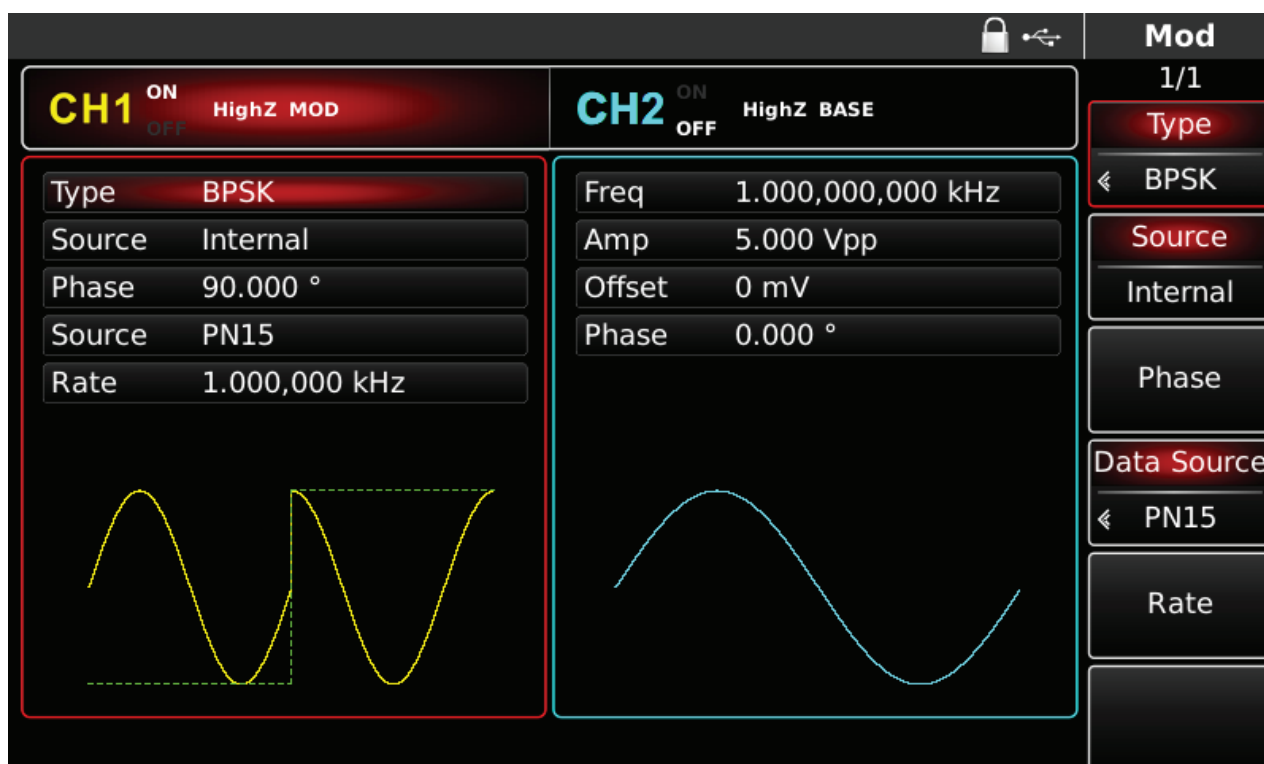 Mod
1/1
CH1 ON OFF HighZ MOD
CH2 ON OFF HighZ BASE
Type BPSK
Source Internal
Phase 90.000 °
Source PN15
Rate 1.000,000 kHz
Freq 1.000,000,000 kHz
Amp 5.000 Vpp
Offset 0 mV
Phase 0.000 °
Type
BPSK
Source
Internal
Phase
Data Source
PN15
Rate